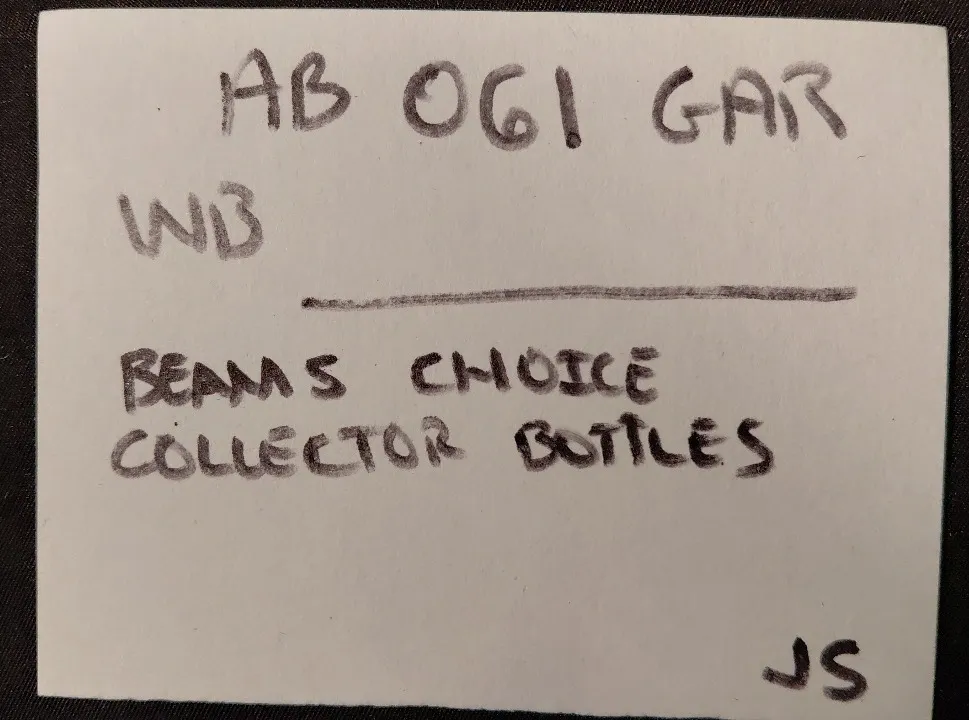 AB 061 GAR
WB
BEAMS CHOICE
COLLECTOR BOTTLES
JS